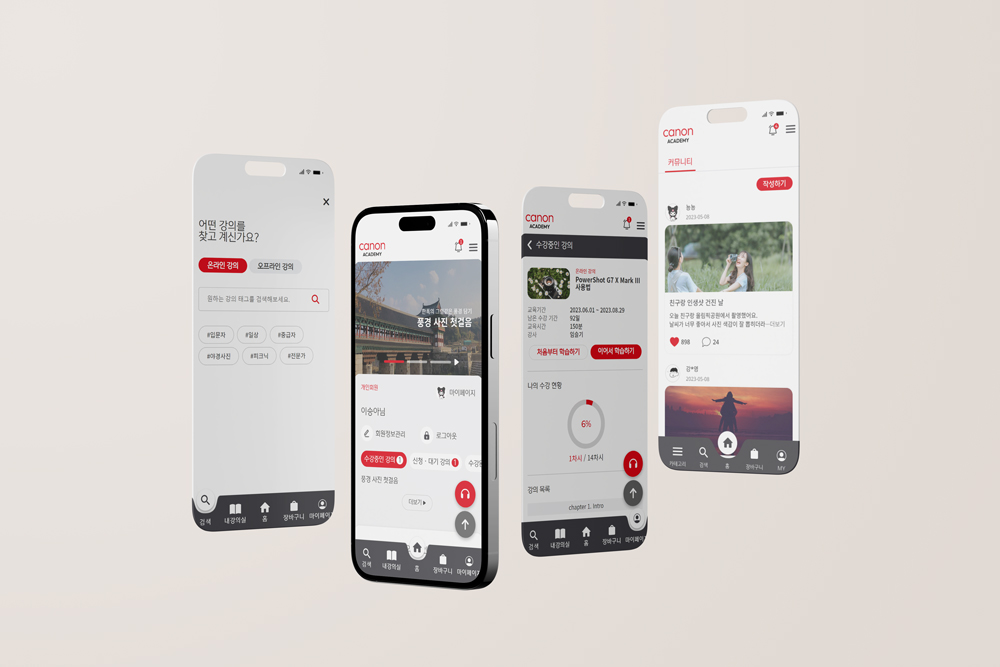 어떤 강의를
찾고 계신가요?
온라인 강의
오프라인 강의
원하는 강의 태그를 검색해보세요.
#입문자
#일상
#중급자
#야경사진
#피크닉
#전문가
검색
내강의실
홈
장바구니
마이페이지
canon
ACADEMY
풍경 사진 첫걸음
개인회원
마이페이지
이승아님
회원정보관리
로그아웃
수강중인 강의 1
신청 · 대기 강의 1
풍경 사진 첫걸음
더보기
검색
내강의실
홈
장바구니
마이페이지
canon
ACADEMY
수강중인 강의
온라인 강의
PowerShot G7 X Mark III
사용법
교육기간 2023.06.01 ~ 2023.08.29
남은 수강 기간 92일
교육시간 150분
강사 임승기
처음부터 학습하기
이어서 학습하기
나의 수강 현황
6%
1차시 / 14차시
강의 목록
chapter 1. Intro
검색
내강의실
홈
장바구니
마이페이지
canon
ACADEMY
커뮤니티
작성하기
뇽뇽
2023-05-08
친구랑 인생샷 건진 날
오늘 친구랑 올림픽공원에서 촬영했어요.
날씨가 너무 좋아서 사진 색감이 잘 뽑히더라···더보기
898
24
강*영
2023-05-08
카테고리
검색
홈
장바구니
MY